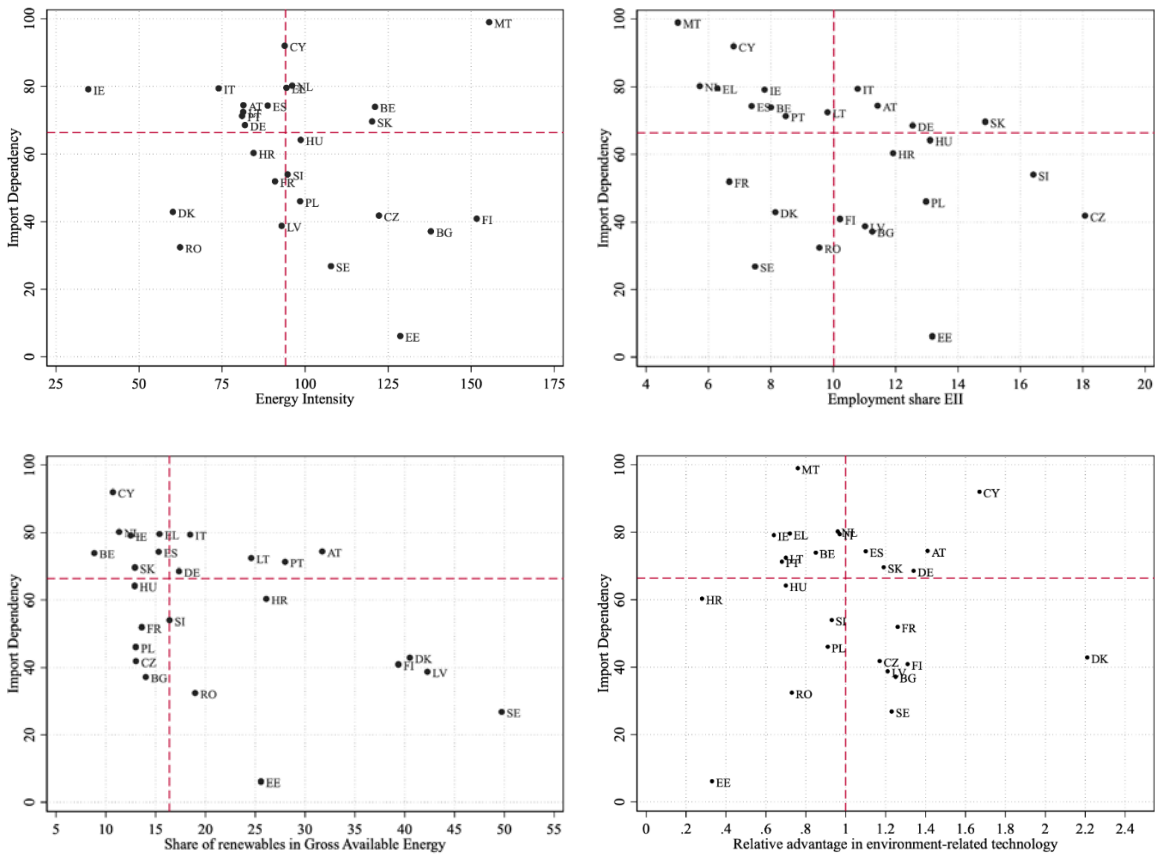 Import Dependency
100
80
60
40
20
0
MT
CY
IE
IT
NL
EL
AT
ES
BE
LT
PT
SK
DE
HU
HR
SI
FR
PL
DK
CZ
FI
LV
BG
RO
SE
EE
25
50
75
100
125
150
175
Energy Intensity
Import Dependency
100
80
60
40
20
0
MT
CY
NL
EL
IE
IT
ES
BE
AT
PT
LT
DE
SK
HU
HR
FR
SI
PL
DK
FI
LV
BG
CZ
RO
SE
EE
4
6
8
10
12
14
16
18
20
Employment share EII
Import Dependency
100
80
60
40
20
0
CY
NL
IE
EL
IT
BE
ES
AT
LT
PT
SK
DE
HU
HR
SI
FR
PL
CZ
DK
FI
LV
BG
RO
SE
EE
5
10
15
20
25
30
35
40
45
50
55
Share of renewables in Gross Available Energy
Import Dependency
100
80
60
40
20
0
MT
CY
IE
EL
NL
BE
ES
AT
LT
PT
SK
DE
HU
HR
SI
FR
PL
CZ
FI
DK
LV
BG
RO
SE
EE
0
.2
.4
.6
.8
1
1.2
1.4
1.6
1.8
2
2.2
2.4
Relative advantage in environment-related technology